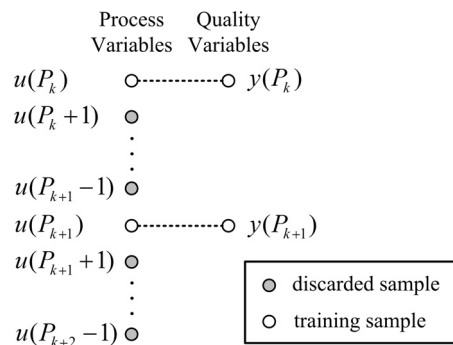 Process Quality
Variables Variables
u(P_k) y(P_k)
u(P_k +1)
u(P_{k+1} −1)
u(P_{k+1}) y(P_{k+1})
u(P_{k+1} +1)
u(P_{k+2} −1)
discarded sample
training sample